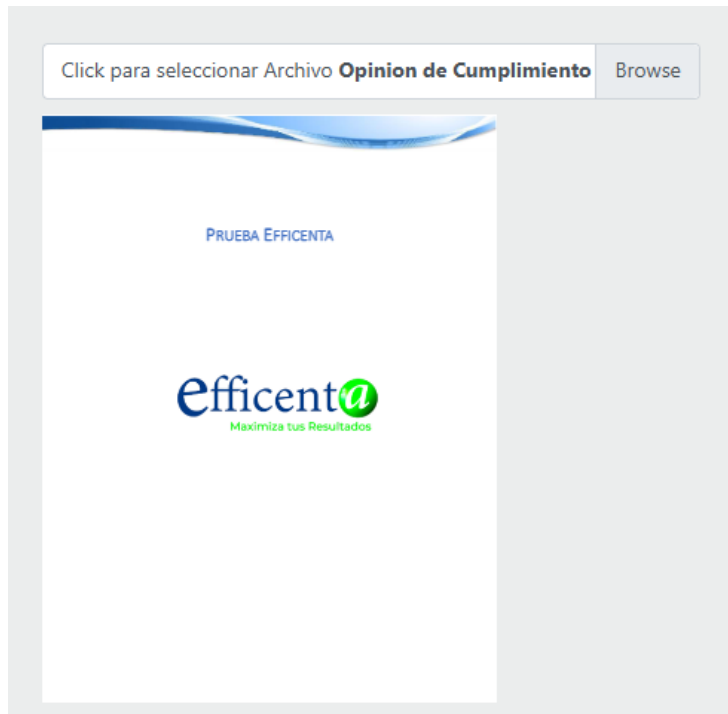 Click para seleccionar Archivo Opinion de Cumplimiento Browse
PRUEBA EFFICENTA
efficenta
Maximiza tus Resultados